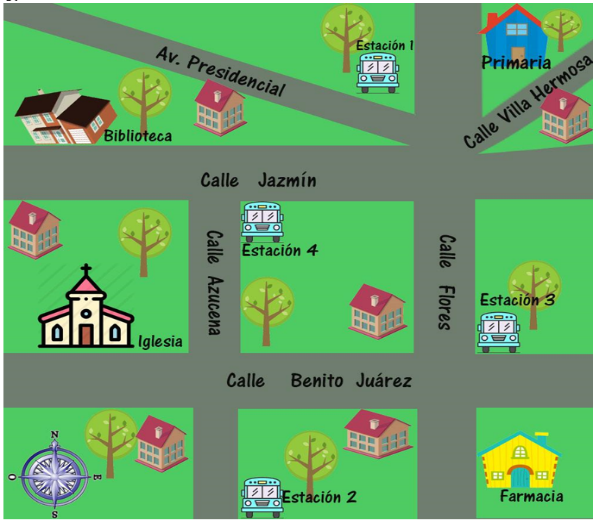 Estación 1
Av. Presidencial
Primaria
Calle Villa Hermosa
Biblioteca
Calle Jazmín
Calle Azucena
Estación 4
Calle Flores
Estación 3
Iglesia
Calle Benito Juárez
N
O
E
S
Estación 2
Farmacia